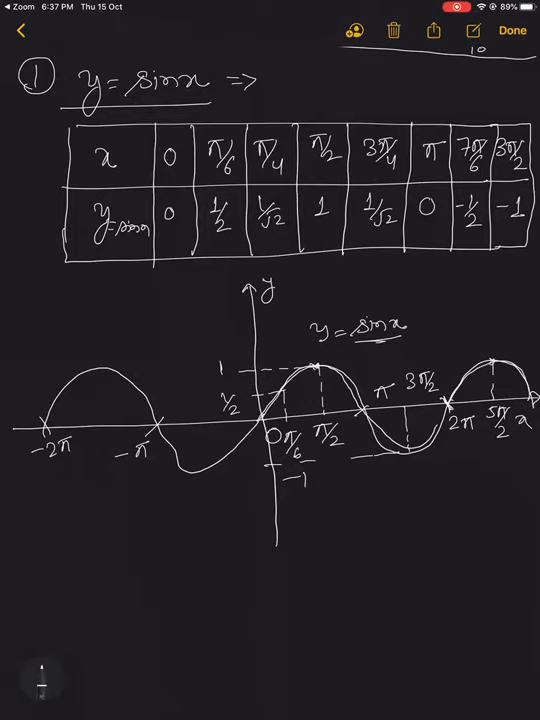 Zoom 6:37 PM Thu 15 Oct 89%
Done
10
① y = sinx =>
x 0 π/6 π/4 π/2 3π/4 π 7π/6 3π/2
y=sinx 0 1/2 1/√2 1 1/√2 0 -1/2 -1
y
y = sinx
1
1/2 π 3π/2
-2π -π 0 π/6 π/2 2π 5π/2 x
-1